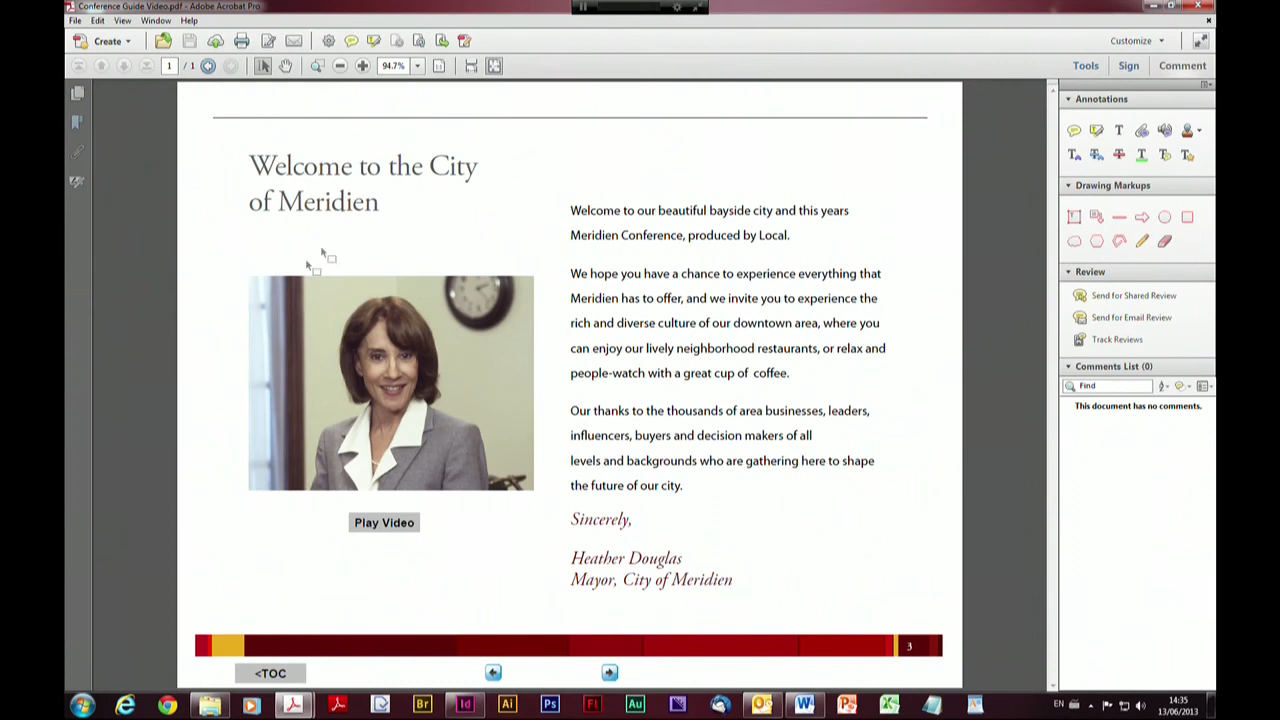 Conference Guide Video.pdf - Adobe Acrobat Pro
File Edit View Window Help
Create
Customize
1 / 1
94.7%
Tools Sign Comment
Welcome to the City
of Meridien
Welcome to our beautiful bayside city and this years
Meridien Conference, produced by Local.
We hope you have a chance to experience everything that
Meridien has to offer, and we invite you to experience the
rich and diverse culture of our downtown area, where you
can enjoy our lively neighborhood restaurants, or relax and
people-watch with a great cup of coffee.
Our thanks to the thousands of area businesses, leaders,
influencers, buyers and decision makers of all
levels and backgrounds who are gathering here to shape
the future of our city.
Sincerely,
Heather Douglas
Mayor, City of Meridien
Play Video
3
<TOC
Annotations
Drawing Markups
Review
Send for Shared Review
Send for Email Review
Track Reviews
Comments List (0)
Find
This document has no comments.
Br Id Ai Ps Fl Au
EN
14:35
13/06/2013